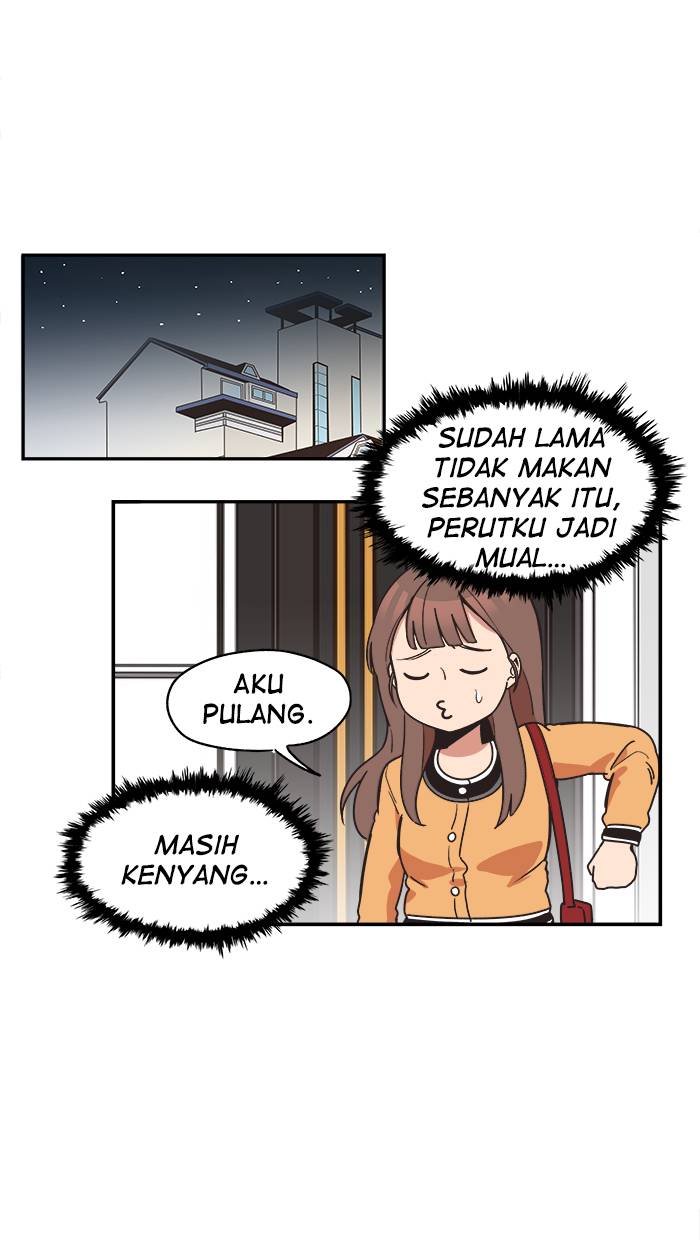 SUDAH LAMA
TIDAK MAKAN
SEBANYAK ITU,
PERUTKU JADI
MUAL...
AKU
PULANG.
MASIH
KENYANG...